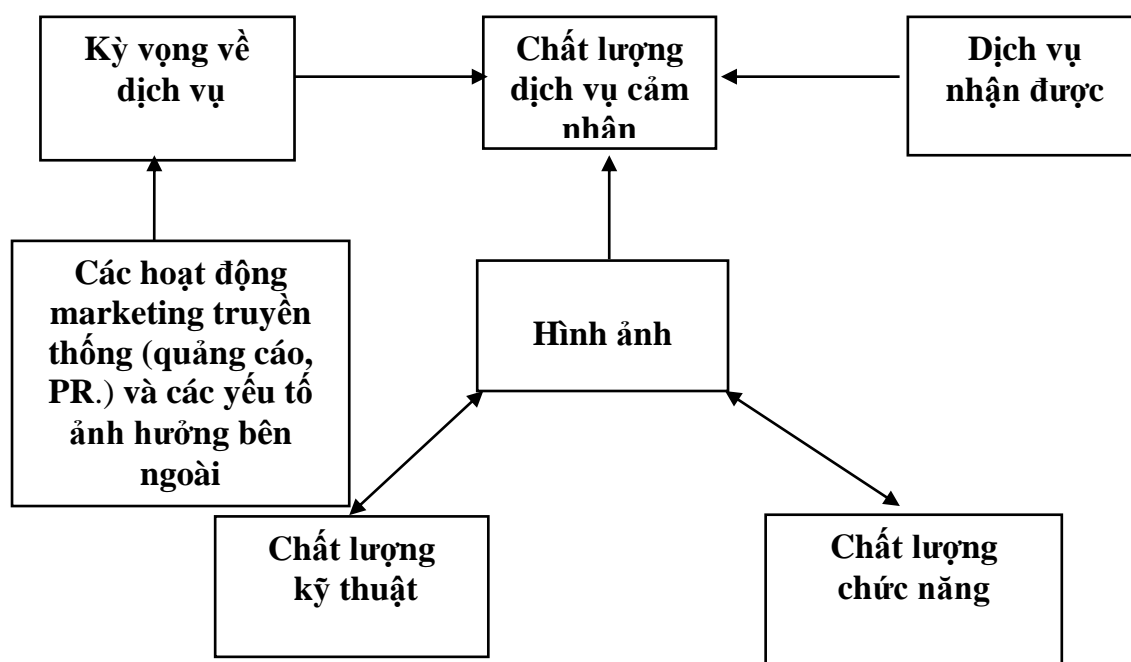 Kỳ vọng về
dịch vụ
Chất lượng
dịch vụ cảm
nhận
Dịch vụ
nhận được
Các hoạt động
marketing truyền
thống (quảng cáo,
PR.) và các yếu tố
ảnh hưởng bên
ngoài
Hình ảnh
Chất lượng
kỹ thuật
Chất lượng
chức năng